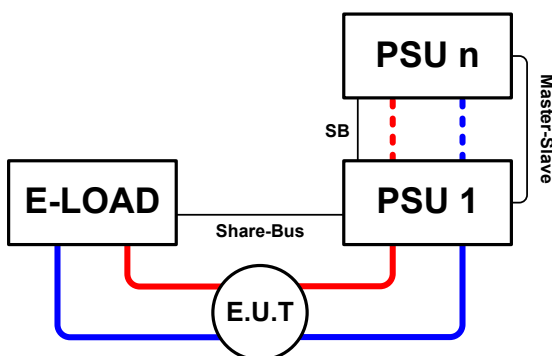 PSU n
Master-Slave
SB
E-LOAD
PSU 1
Share-Bus
E.U.T